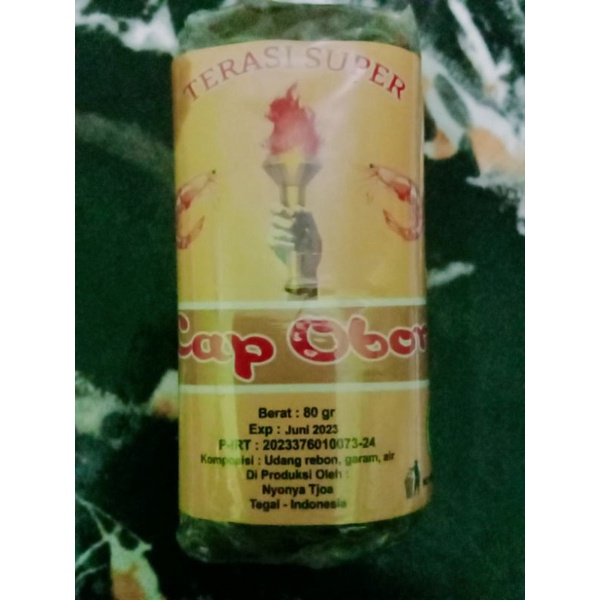 TERASI SUPER
Cap Obor
Berat : 80 gr
Exp : Juni 2023
P-IRT : 2023376010073-24
Komposisi : Udang rebon, garam, air
Di Produksi Oleh :
Nyonya Tjoa
Tegal - Indonesia